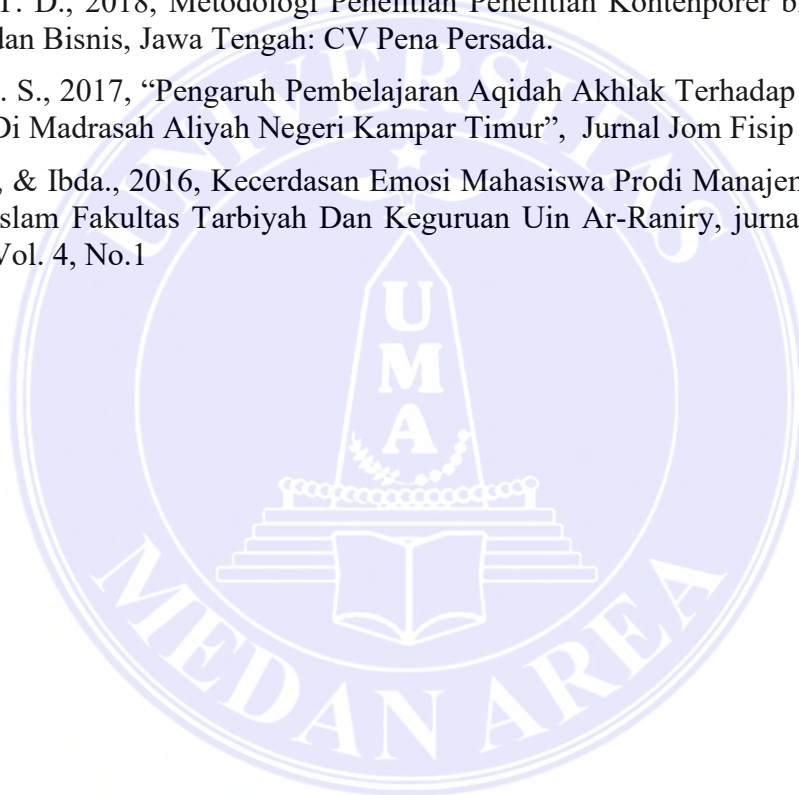 T. D., 2018, Metodologi Penelitian Penelitian Kontenporer
dan Bisnis, Jawa Tengah: CV Pena Persada.
. S., 2017, “Pengaruh Pembelajaran Aqidah Akhlak Terhadap
Di Madrasah Aliyah Negeri Kampar Timur”, Jurnal Jom Fisip
, & Ibda., 2016, Kecerdasan Emosi Mahasiswa Prodi
slam Fakultas Tarbiyah Dan Keguruan Uin Ar-Raniry,
Vol. 4, No.1
UNIVERSITAS
U
M
A
MEDAN AREA